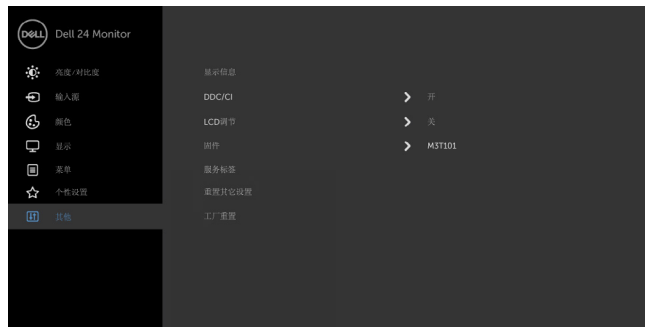 DELL Dell 24 Monitor
亮度/对比度 显示信息
输入源 DDC/CI 开
颜色 LCD调节 关
显示 固件 M3T101
菜单 服务标签
个性设置 重置其它设置
其他 工厂重置